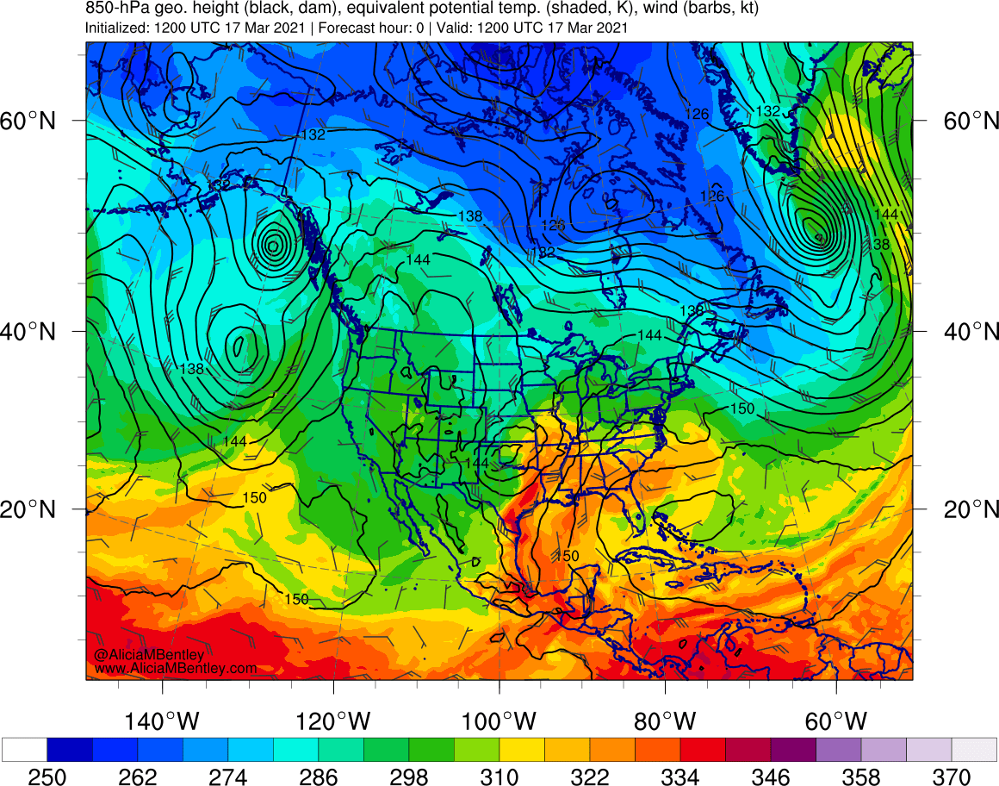 850-hPa geo. height (black, dam), equivalent potential temp. (shaded, K), wind (barbs, kt)
Initialized: 1200 UTC 17 Mar 2021 | Forecast hour: 0 | Valid: 1200 UTC 17 Mar 2021
126
132
60°N
60°N
132
132
126
138
126
144
144
132
138
138
40°N
144
40°N
138
150
144
144
150
20°N
20°N
150
150
@AliciaMBentley
www.AliciaMBentley.com
140°W 120°W 100°W 80°W 60°W
250 262 274 286 298 310 322 334 346 358 370